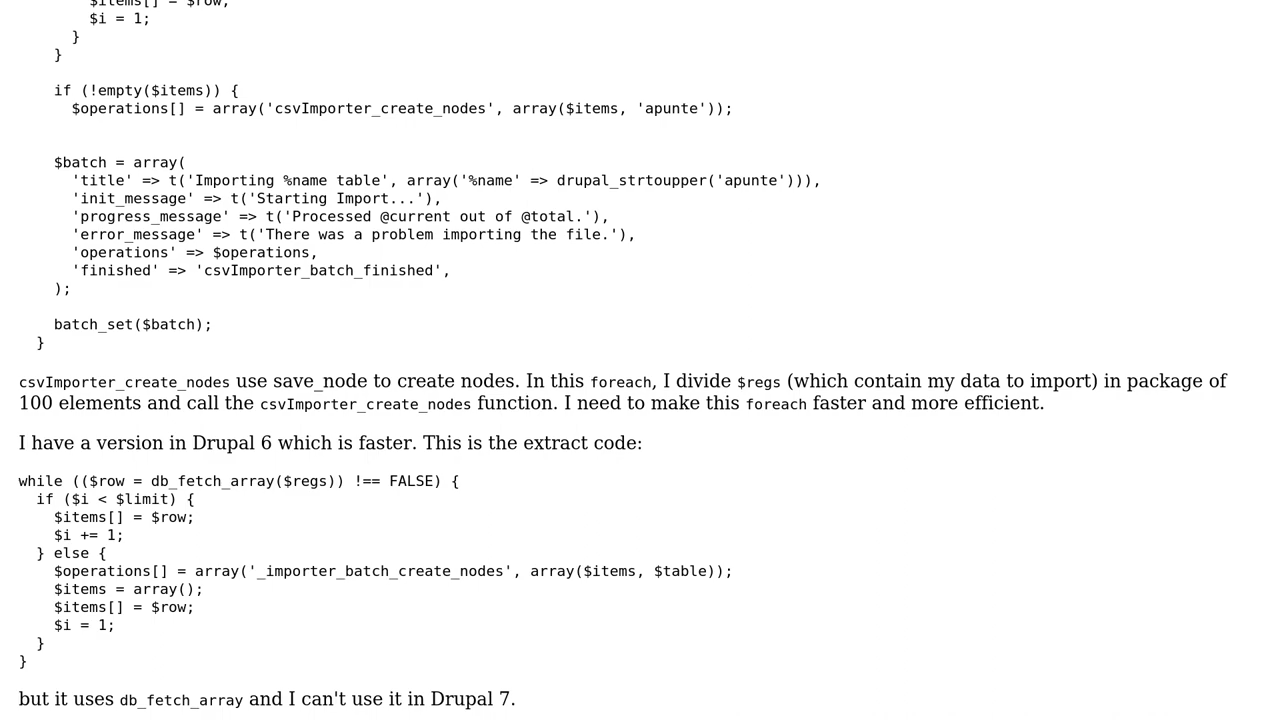 $items[] = $row;
$i = 1;
}
}
if (!empty($items)) {
$operations[] = array('csvImporter_create_nodes', array($items, 'apunte'));
$batch = array(
'title' => t('Importing %name table', array('%name' => drupal_strtoupper('apunte'))),
'init_message' => t('Starting Import...'),
'progress_message' => t('Processed @current out of @total.'),
'error_message' => t('There was a problem importing the file.'),
'operations' => $operations,
'finished' => 'csvImporter_batch_finished',
);
batch_set($batch);
}
csvImporter_create_nodes use save_node to create nodes. In this foreach, I divide $regs (which contain my data to import) in package of
100 elements and call the csvImporter_create_nodes function. I need to make this foreach faster and more efficient.
I have a version in Drupal 6 which is faster. This is the extract code:
while (($row = db_fetch_array($regs)) !== FALSE) {
if ($i < $limit) {
$items[] = $row;
$i += 1;
} else {
$operations[] = array('_importer_batch_create_nodes', array($items, $table));
$items = array();
$items[] = $row;
$i = 1;
}
}
but it uses db_fetch_array and I can't use it in Drupal 7.